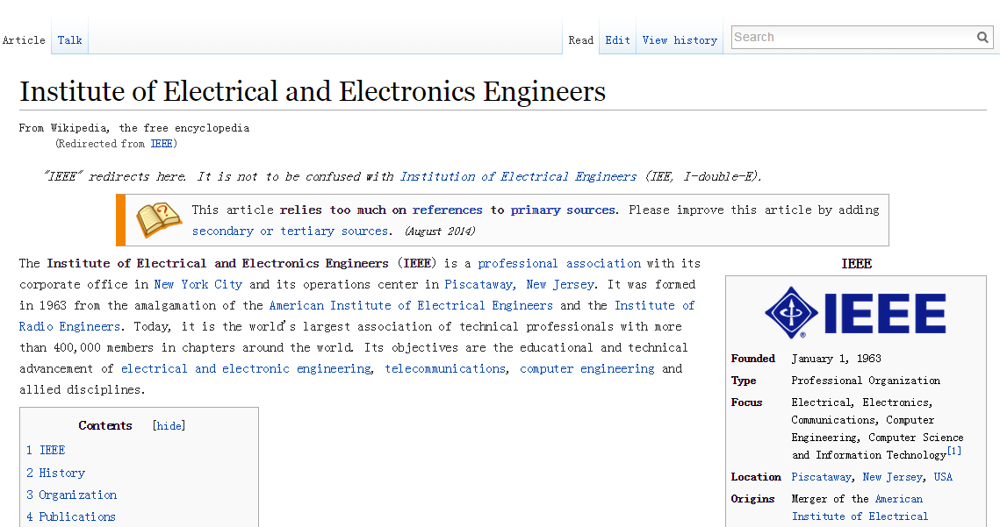 Article Talk Read Edit View history Search
Institute of Electrical and Electronics Engineers
From Wikipedia, the free encyclopedia
(Redirected from IEEE)
"IEEE" redirects here. It is not to be confused with Institution of Electrical Engineers (IEE, I-double-E).
This article relies too much on references to primary sources. Please improve this article by adding
secondary or tertiary sources. (August 2014)
The Institute of Electrical and Electronics Engineers (IEEE) is a professional association with its
corporate office in New York City and its operations center in Piscataway, New Jersey. It was formed
in 1963 from the amalgamation of the American Institute of Electrical Engineers and the Institute of
Radio Engineers. Today, it is the world's largest association of technical professionals with more
than 400,000 members in chapters around the world. Its objectives are the educational and technical
advancement of electrical and electronic engineering, telecommunications, computer engineering and
allied disciplines.
Contents [hide]
1 IEEE
2 History
3 Organization
4 Publications
IEEE
IEEE
Founded January 1, 1963
Type Professional Organization
Focus Electrical, Electronics,
Communications, Computer
Engineering, Computer Science
and Information Technology[1]
Location Piscataway, New Jersey, USA
Origins Merger of the American
Institute of Electrical